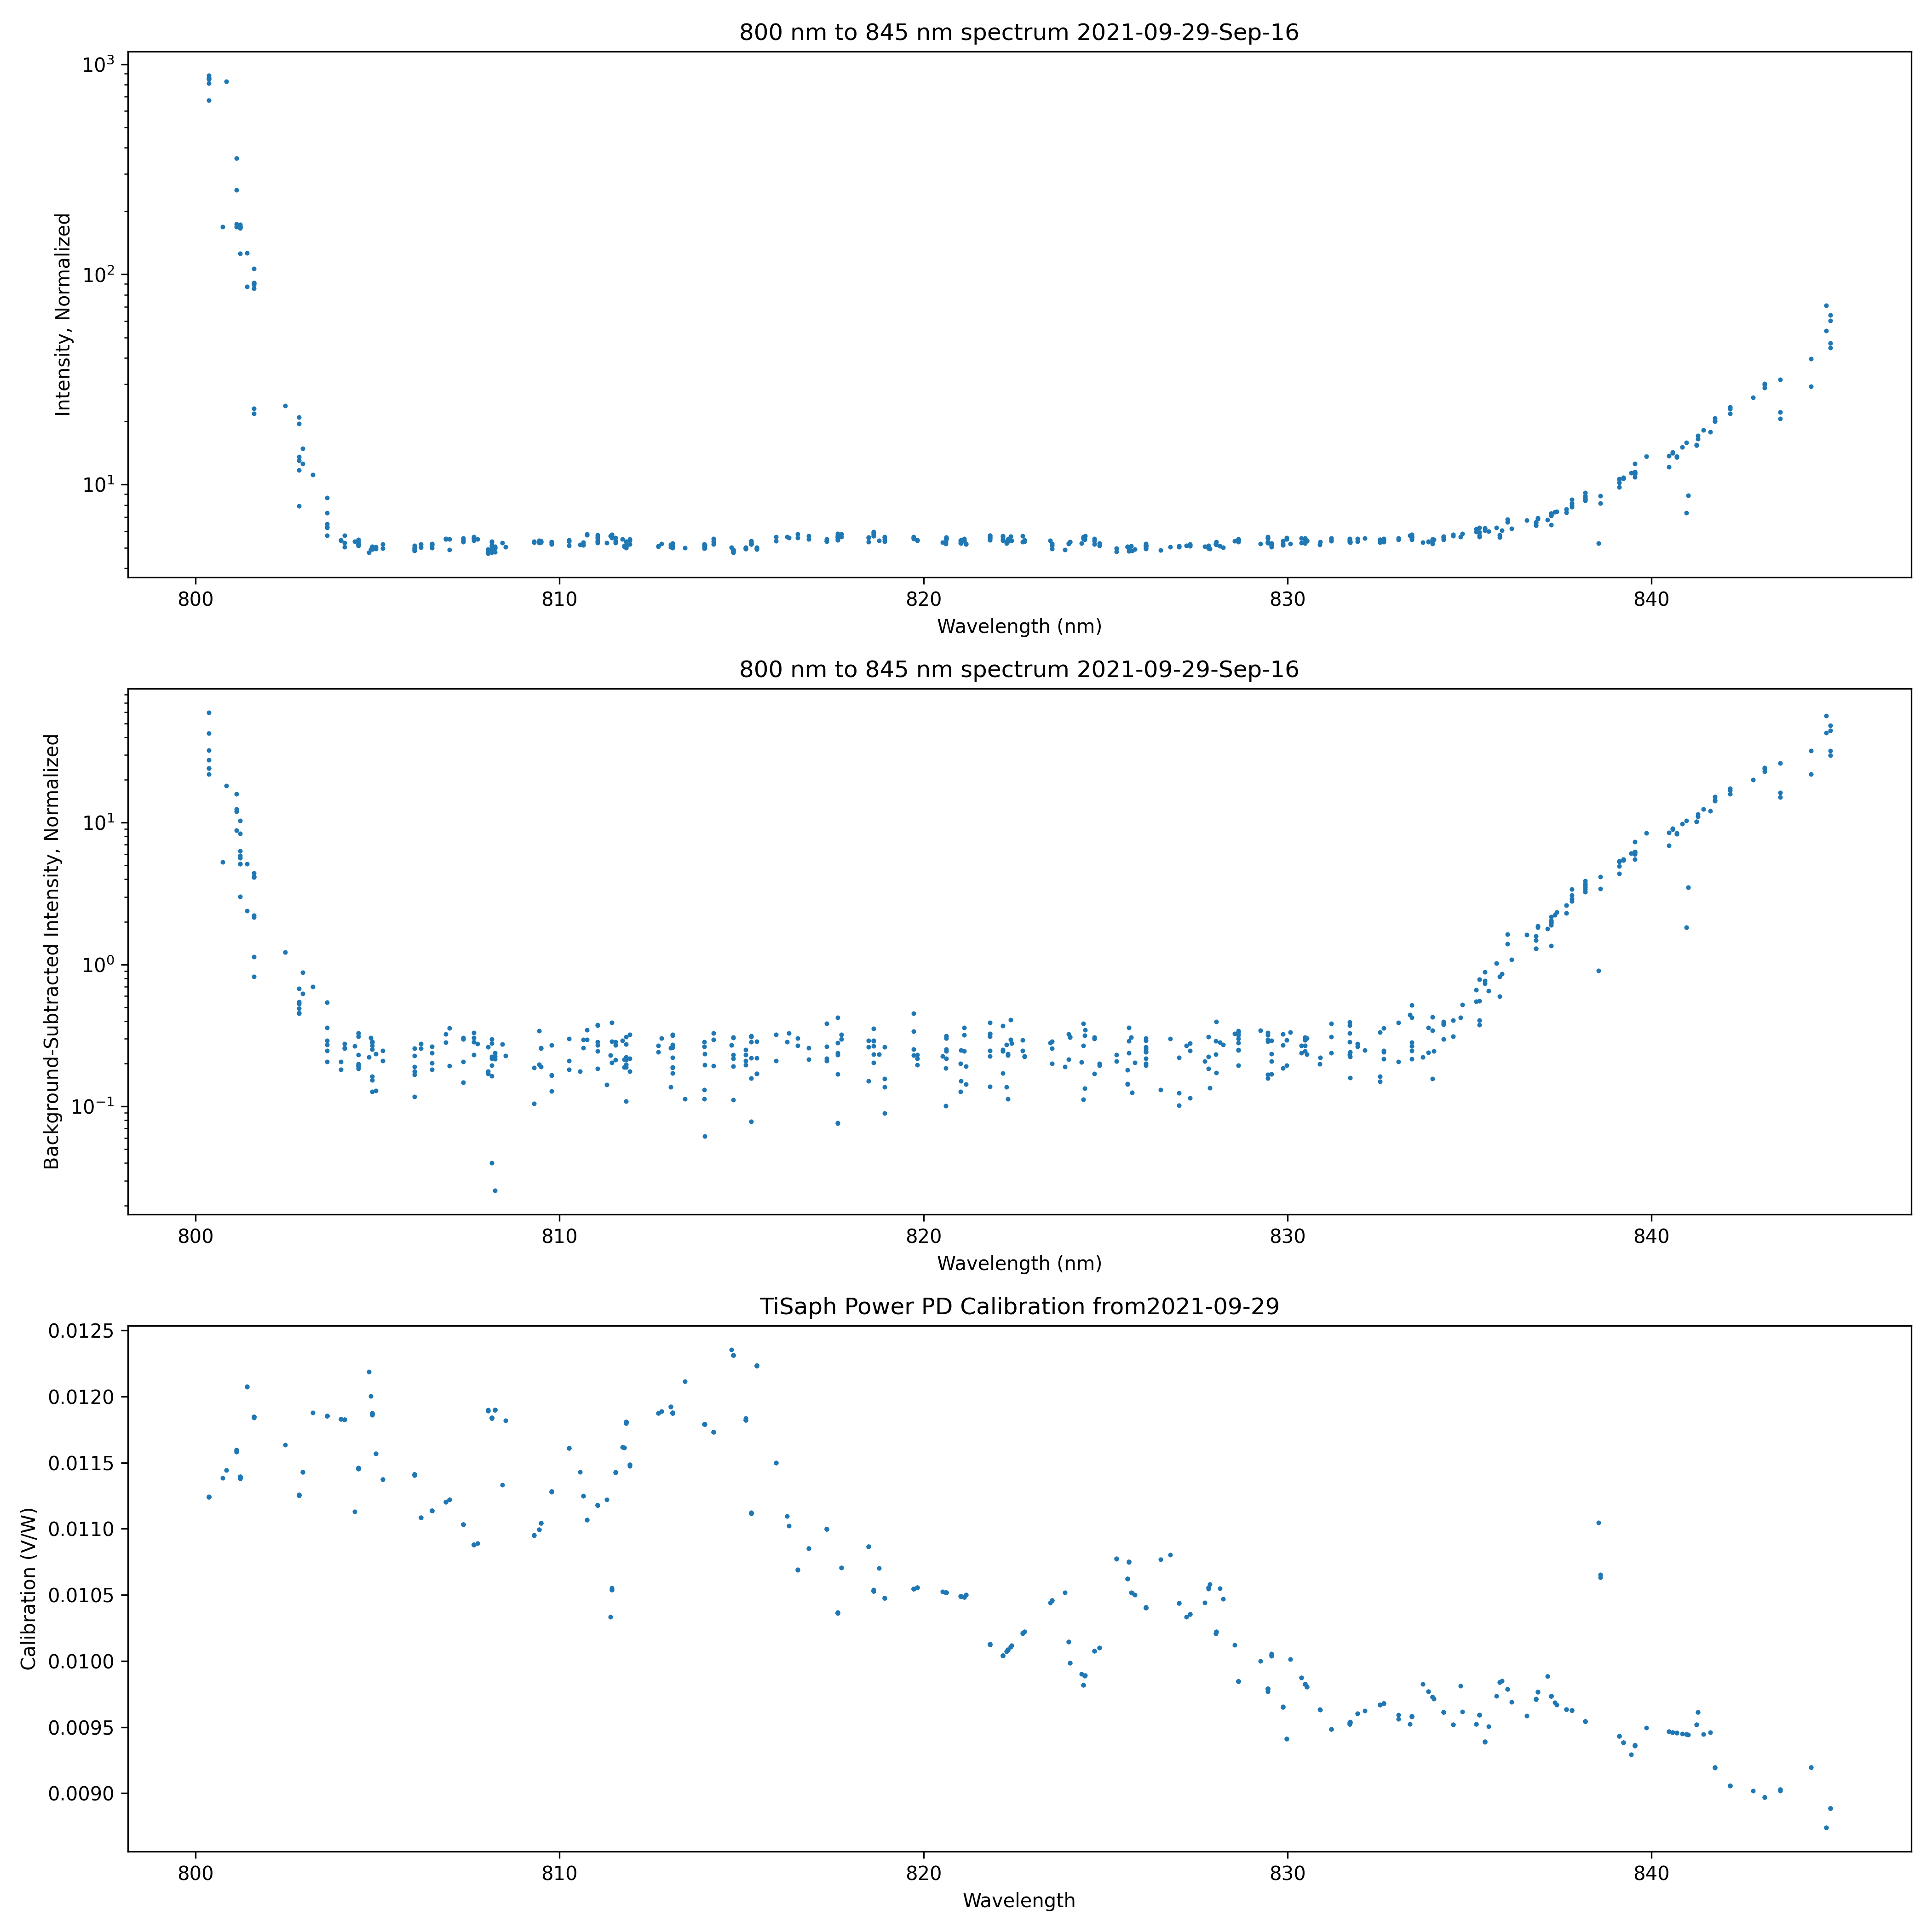 800 nm to 845 nm spectrum 2021-09-29-Sep-16
Intensity, Normalized
10³
10²
10¹
800 810 820 830 840
Wavelength (nm)
800 nm to 845 nm spectrum 2021-09-29-Sep-16
Background-Subtracted Intensity, Normalized
10¹
10⁰
10⁻¹
800 810 820 830 840
Wavelength (nm)
TiSaph Power PD Calibration from2021-09-29
Calibration (V/W)
0.0125
0.0120
0.0115
0.0110
0.0105
0.0100
0.0095
0.0090
800 810 820 830 840
Wavelength